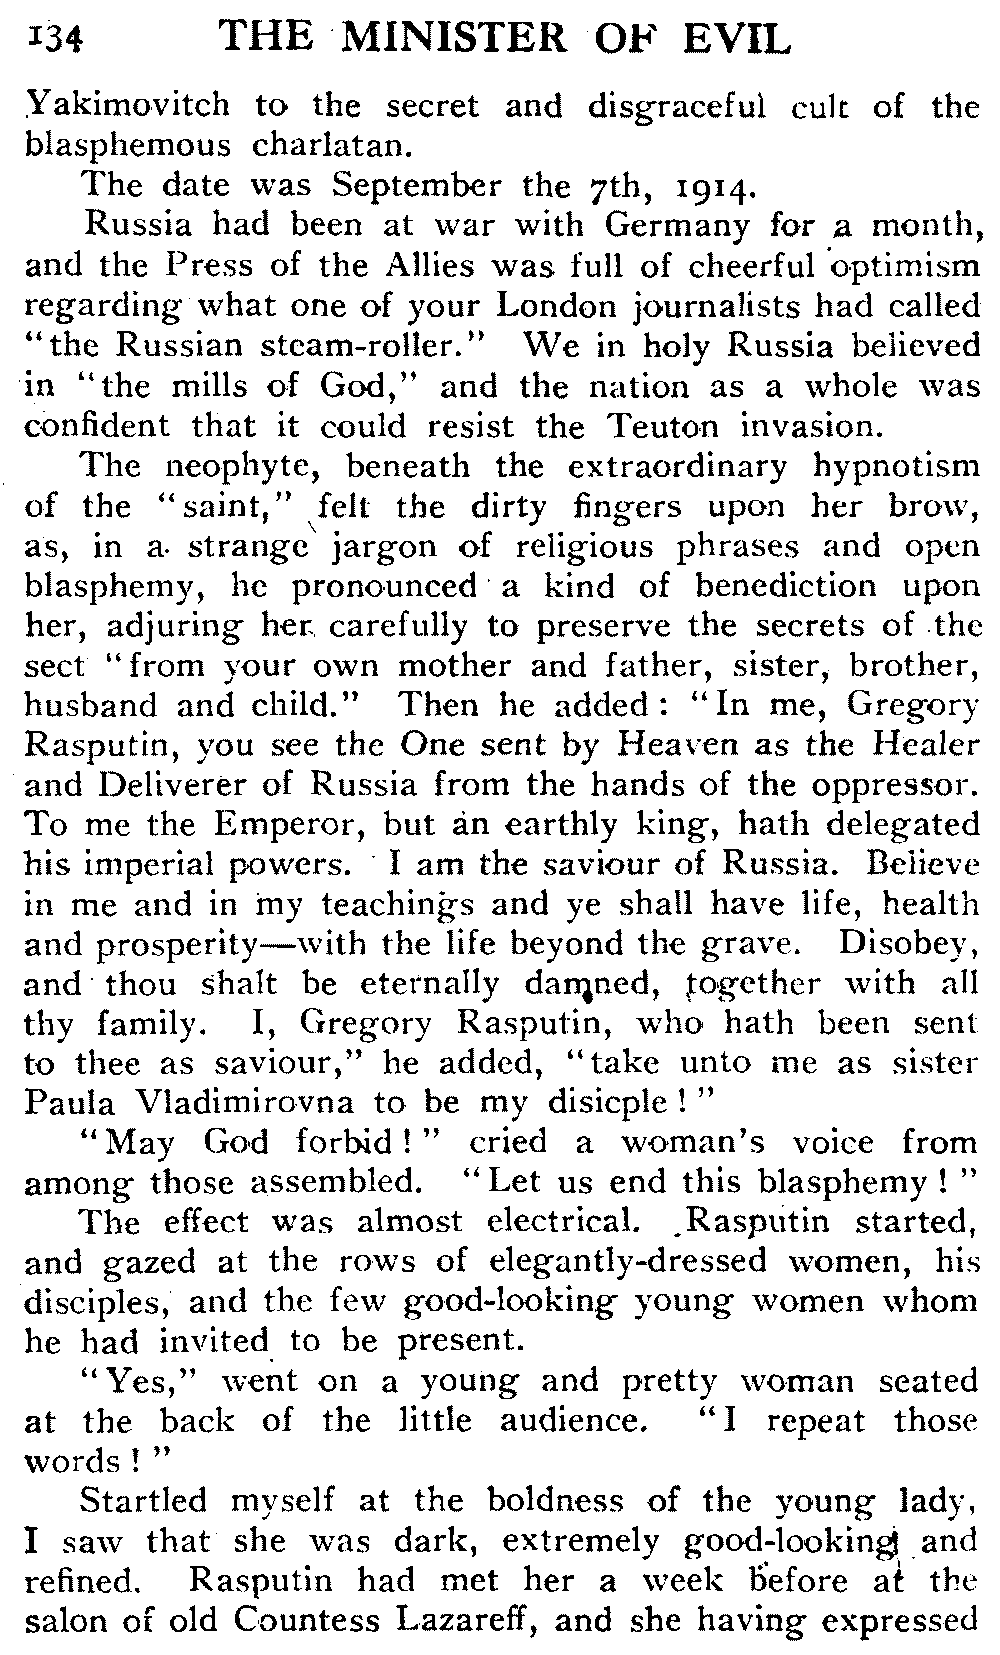 134 THE MINISTER OF EVIL
Yakimovitch to the secret and disgraceful cult of the
blasphemous charlatan.
The date was September the 7th, 1914.
Russia had been at war with Germany for a month,
and the Press of the Allies was full of cheerful optimism
regarding what one of your London journalists had called
"the Russian steam-roller." We in holy Russia believed
in "the mills of God," and the nation as a whole was
confident that it could resist the Teuton invasion.
The neophyte, beneath the extraordinary hypnotism
of the "saint," felt the dirty fingers upon her brow,
as, in a strange jargon of religious phrases and open
blasphemy, he pronounced a kind of benediction upon
her, adjuring her carefully to preserve the secrets of the
sect "from your own mother and father, sister, brother,
husband and child." Then he added: "In me, Gregory
Rasputin, you see the One sent by Heaven as the Healer
and Deliverer of Russia from the hands of the oppressor.
To me the Emperor, but an earthly king, hath delegated
his imperial powers. I am the saviour of Russia. Believe
in me and in my teachings and ye shall have life, health
and prosperity—with the life beyond the grave. Disobey,
and thou shalt be eternally damned, together with all
thy family. I, Gregory Rasputin, who hath been sent
to thee as saviour," he added, "take unto me as sister
Paula Vladimirovna to be my disicple!"
"May God forbid!" cried a woman's voice from
among those assembled. "Let us end this blasphemy!"
The effect was almost electrical. Rasputin started,
and gazed at the rows of elegantly-dressed women, his
disciples, and the few good-looking young women whom
he had invited to be present.
"Yes," went on a young and pretty woman seated
at the back of the little audience. "I repeat those
words!"
Startled myself at the boldness of the young lady,
I saw that she was dark, extremely good-looking and
refined. Rasputin had met her a week before at the
salon of old Countess Lazareff, and she having expressed